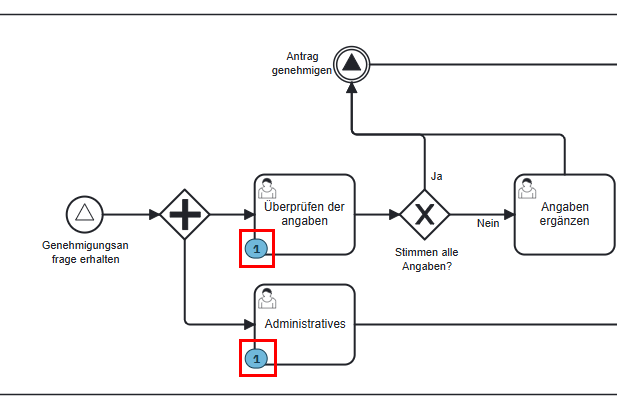 Antrag
genehmigen
Ja
Überprüfen der
angaben
1
X
Nein
Angaben
ergänzen
Genehmigungsan
frage erhalten
Stimmen alle
Angaben?
Administratives
1